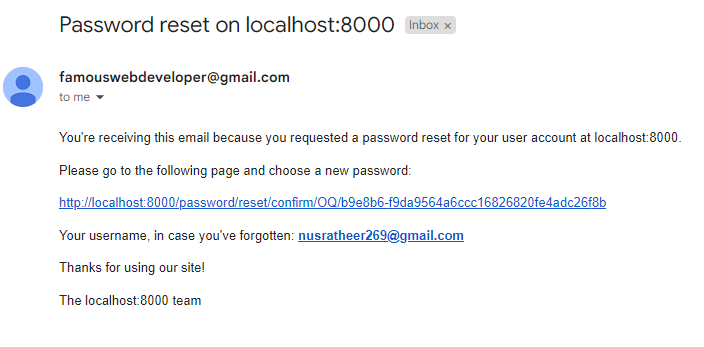 Password reset on localhost:8000 Inbox ×
famouswebdeveloper@gmail.com
to me
You're receiving this email because you requested a password reset for your user account at localhost:8000.
Please go to the following page and choose a new password:
http://localhost:8000/password/reset/confirm/OQ/b9e8b6-f9da9564a6ccc16826820fe4adc26f8b
Your username, in case you've forgotten: nusratheer269@gmail.com
Thanks for using our site!
The localhost:8000 team